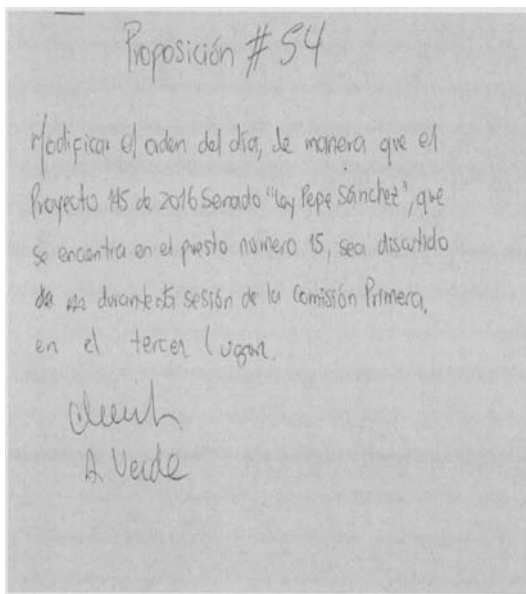 Proposición # 54
Modificar el orden del día, de manera que el
Proyecto 145 de 2016 Senado "Ley Pepe Sánchez", que
se encuentra en el puesto número 15, sea discutido
durante esta sesión de la Comisión Primera,
en el tercer lugar.
A Verde